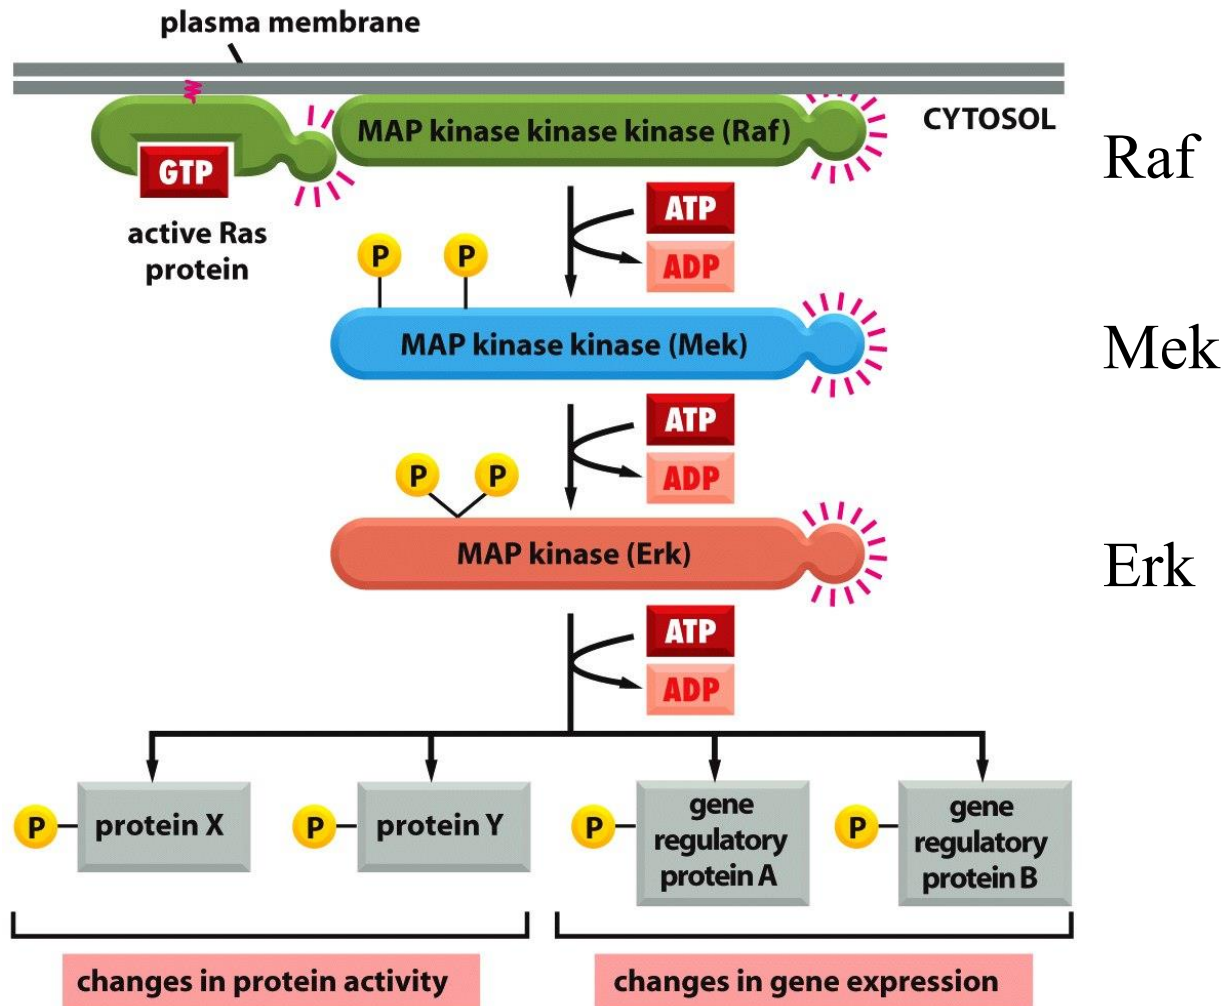 plasma membrane
CYTOSOL
MAP kinase kinase kinase (Raf)
Raf
GTP
active Ras
protein
ATP
ADP
P
P
MAP kinase kinase (Mek)
Mek
ATP
ADP
P
P
MAP kinase (Erk)
Erk
ATP
ADP
P
protein X
P
protein Y
P
gene
regulatory
protein A
P
gene
regulatory
protein B
changes in protein activity
changes in gene expression